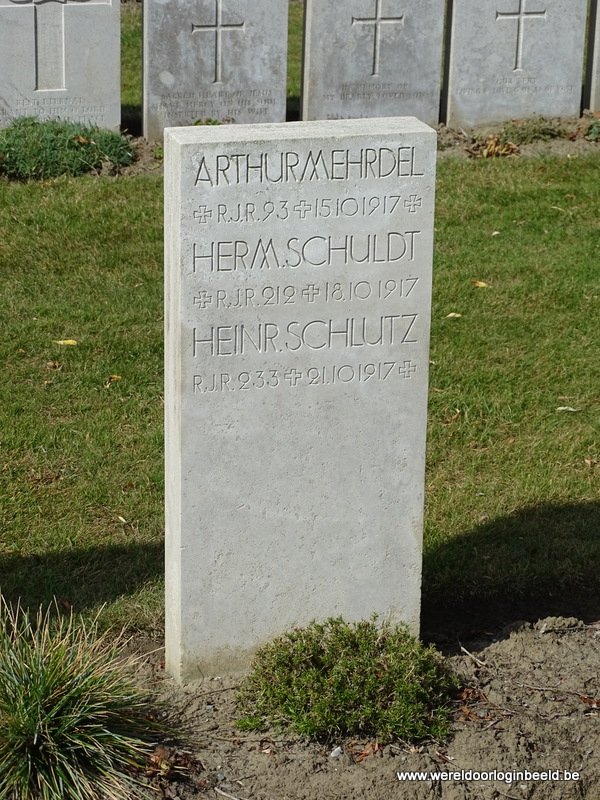 ARTHUR MEHRDEL
✠ R.J.R. 93 ✠ 15.10.1917 ✠
HERM. SCHULDT
✠ R.J.R. 212 ✠ 18.10.1917
HEINR. SCHLUTZ
R.J.R. 233 ✠ 21.10.1917 ✠
www.wereldoorloginbeeld.be